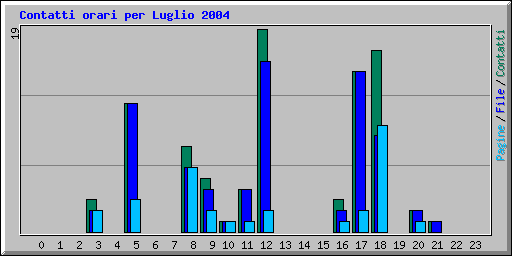 Contatti orari per Luglio 2004
19
Pagine/File/Contatti
0 1 2 3 4 5 6 7 8 9 10 11 12 13 14 15 16 17 18 19 20 21 22 23